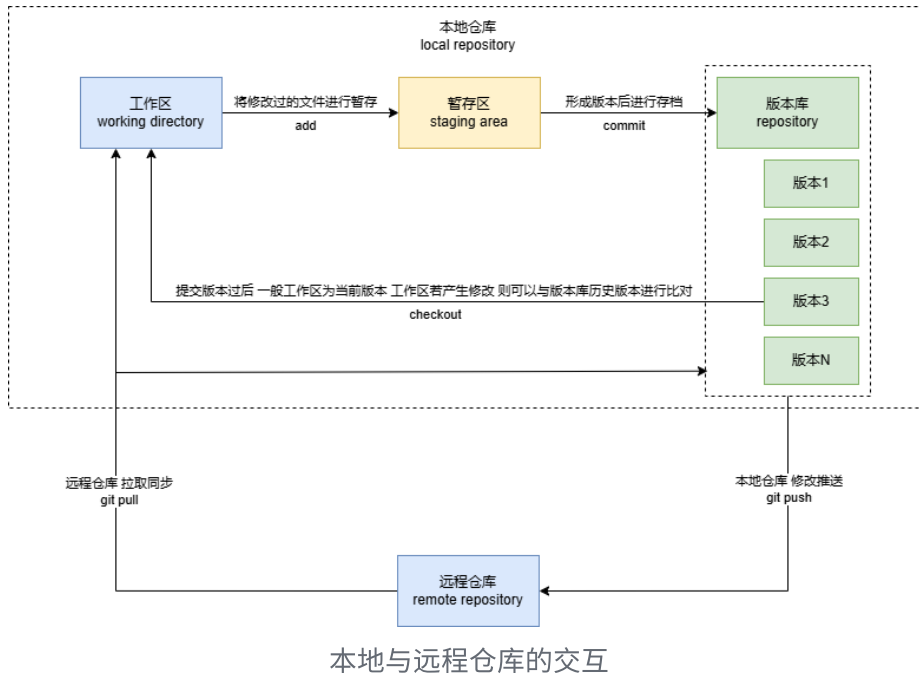 本地仓库
local repository
工作区
working directory
将修改过的文件进行暂存
add
暂存区
staging area
形成版本后进行存档
commit
版本库
repository
版本1
版本2
提交版本过后 一般工作区为当前版本 工作区若产生修改 则可以与版本库历史版本进行比对
checkout
版本3
版本N
远程仓库 拉取同步
git pull
本地仓库 修改推送
git push
远程仓库
remote repository
本地与远程仓库的交互